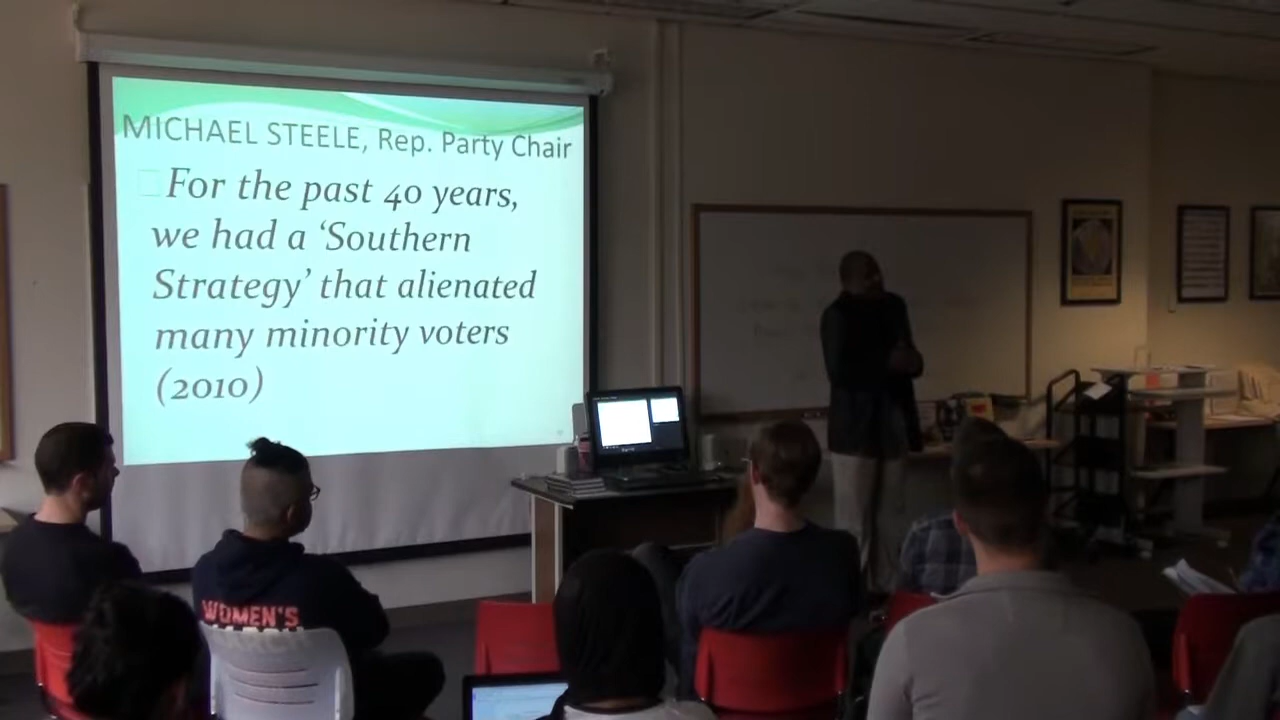 MICHAEL STEELE, Rep. Party Chair
For the past 40 years,
we had a ‘Southern
Strategy’ that alienated
many minority voters
(2010)
WOMEN'S